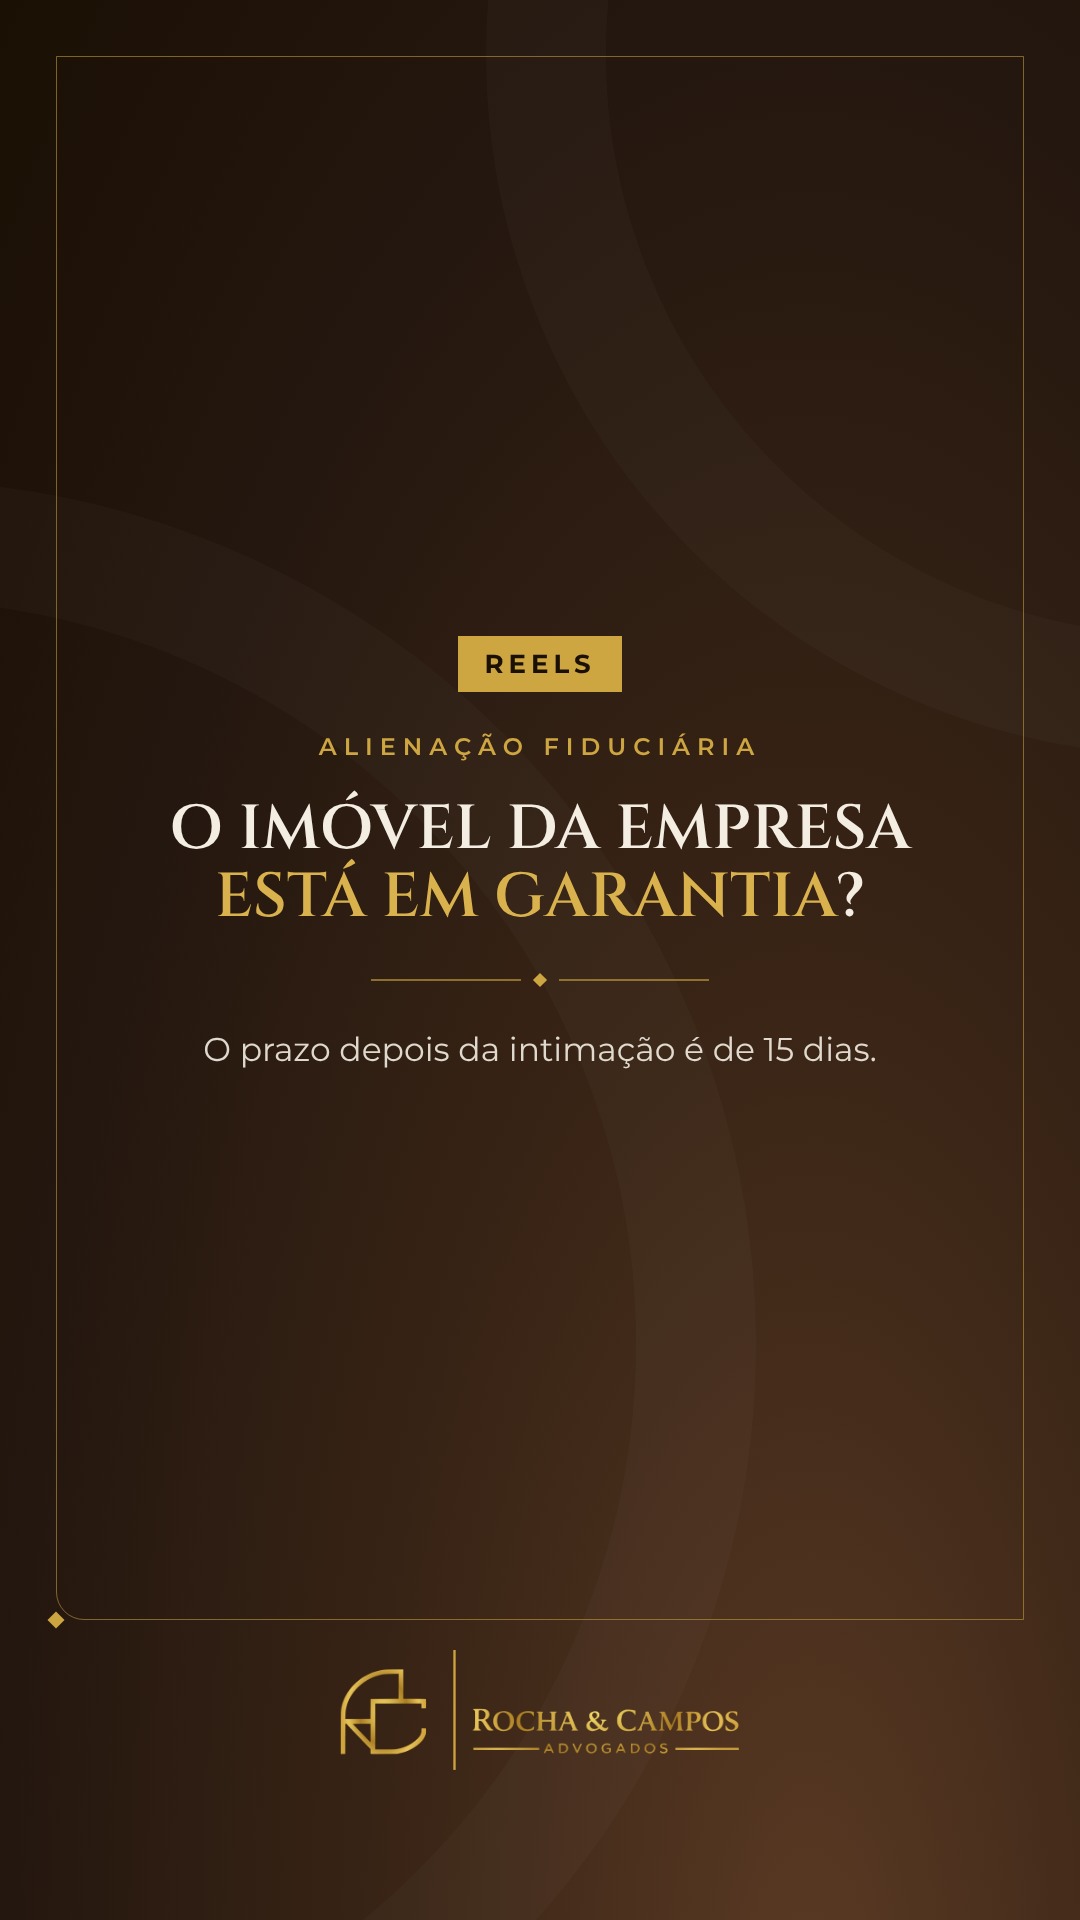 REELS
ALIENAÇÃO FIDUCIÁRIA
O IMÓVEL DA EMPRESA
ESTÁ EM GARANTIA?
O prazo depois da intimação é de 15 dias.
ROCHA & CAMPOS
ADVOGADOS